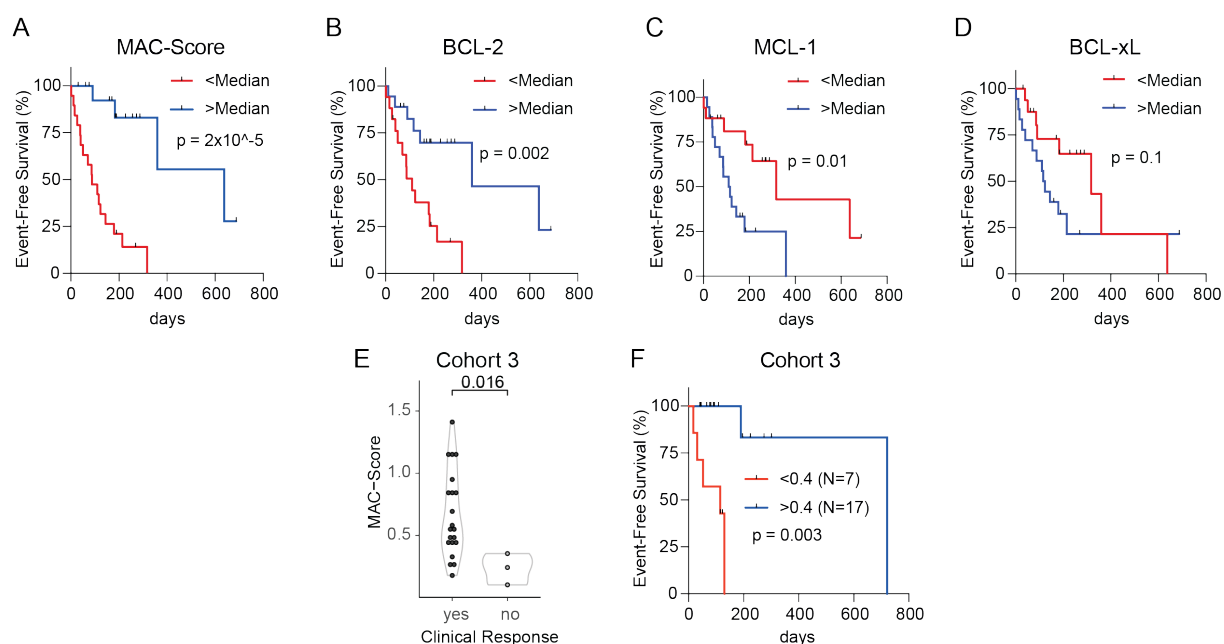 A
MAC-Score
<Median
>Median
p = 2x10^-5
Event-Free Survival (%)
100
75
50
25
0
0 200 400 600 800
days
B
BCL-2
<Median
>Median
p = 0.002
Event-Free Survival (%)
100
75
50
25
0
0 200 400 600 800
days
C
MCL-1
<Median
>Median
p = 0.01
Event-Free Survival (%)
100
75
50
25
0
0 200 400 600 800
days
D
BCL-xL
<Median
>Median
p = 0.1
Event-Free Survival (%)
100
75
50
25
0
0 200 400 600 800
days
E
Cohort 3
0.016
MAC−Score
1.5
1.0
0.5
yes no
Clinical Response
F
Cohort 3
Event-Free Survival (%)
100
75
50
25
0
<0.4 (N=7)
>0.4 (N=17)
p = 0.003
0 200 400 600 800
days